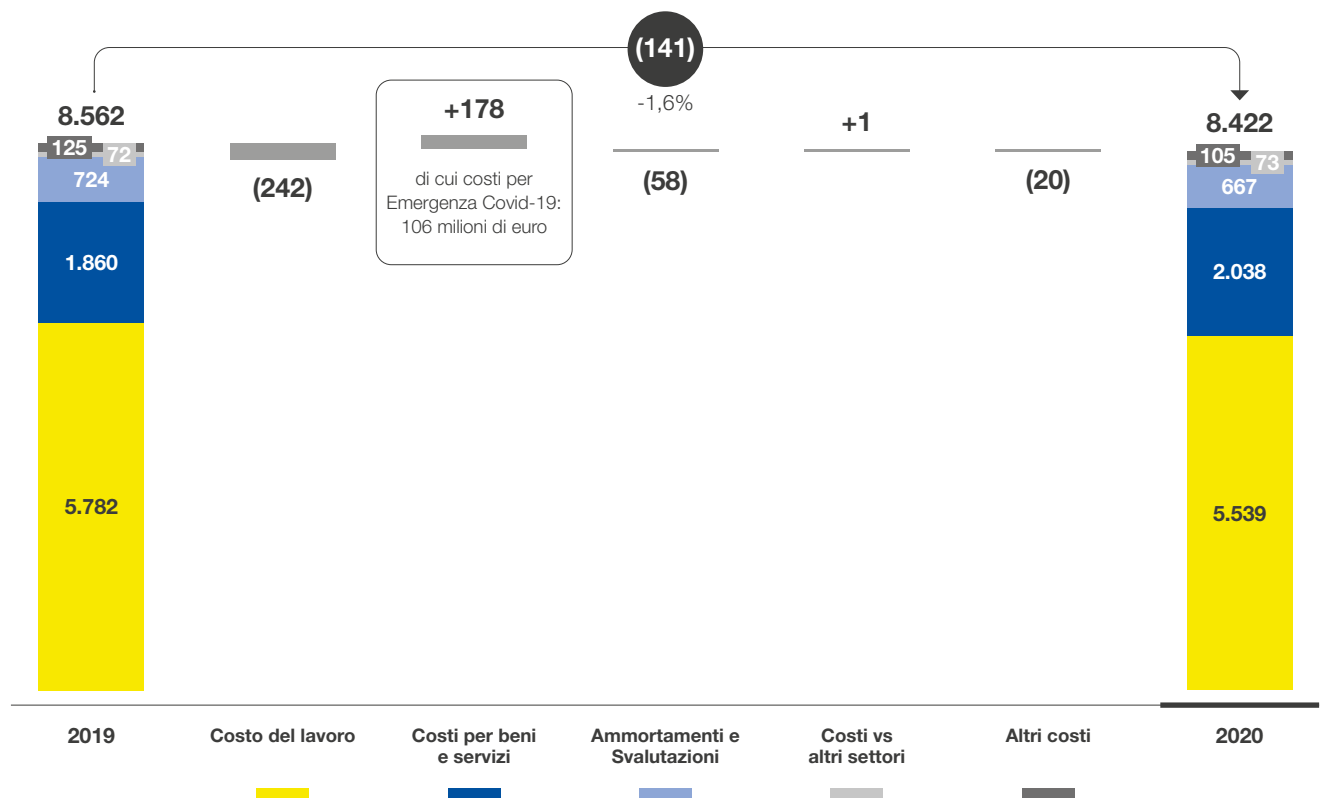 (141)
-1,6%
8.562
125
72
724
1.860
5.782
(242)
+178
di cui costi per
Emergenza Covid-19:
106 milioni di euro
(58)
+1
(20)
8.422
105
73
667
2.038
5.539
2019
Costo del lavoro
Costi per beni
e servizi
Ammortamenti e
Svalutazioni
Costi vs
altri settori
Altri costi
2020